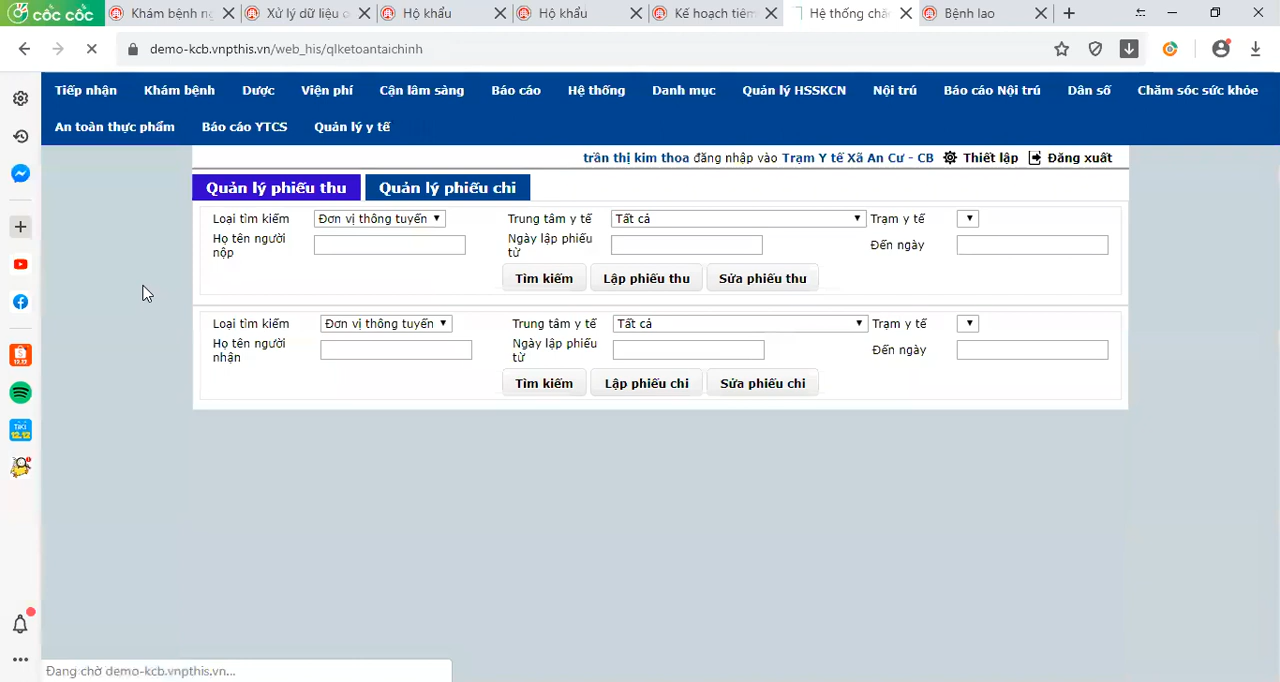 cốc cốc Khám bệnh Xử lý dữ liệu Hộ khẩu Hộ khẩu Kế hoạch tiêm Hệ thống Bệnh lao
demo-kcb.vnpthis.vn/web_his/qlketoantaichinh
Tiếp nhận Khám bệnh Dược Viện phí Cận lâm sàng Báo cáo Hệ thống Danh mục Quản lý HSSKCN Nội trú Báo cáo Nội trú Dân số Chăm sóc sức khỏe
An toàn thực phẩm Báo cáo YTCS Quản lý y tế
trần thị kim thoa đăng nhập vào Trạm Y tế Xã An Cư - CB Thiết lập Đăng xuất
Quản lý phiếu thu Quản lý phiếu chi
Loại tìm kiếm Đơn vị thông tuyến Trung tâm y tế Tất cả Trạm y tế
Họ tên người nộp Ngày lập phiếu từ Đến ngày
Tìm kiếm Lập phiếu thu Sửa phiếu thu
Loại tìm kiếm Đơn vị thông tuyến Trung tâm y tế Tất cả Trạm y tế
Họ tên người nhận Ngày lập phiếu từ Đến ngày
Tìm kiếm Lập phiếu chi Sửa phiếu chi
Đang chờ demo-kcb.vnpthis.vn...